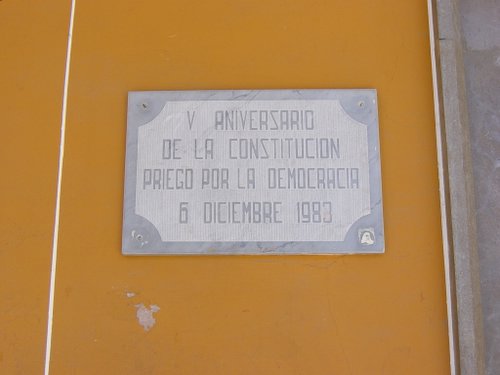 V ANIVERSARIO
DE LA CONSTITUCION
PRIEGO POR LA DEMOCRACIA
6 DICIEMBRE 1983